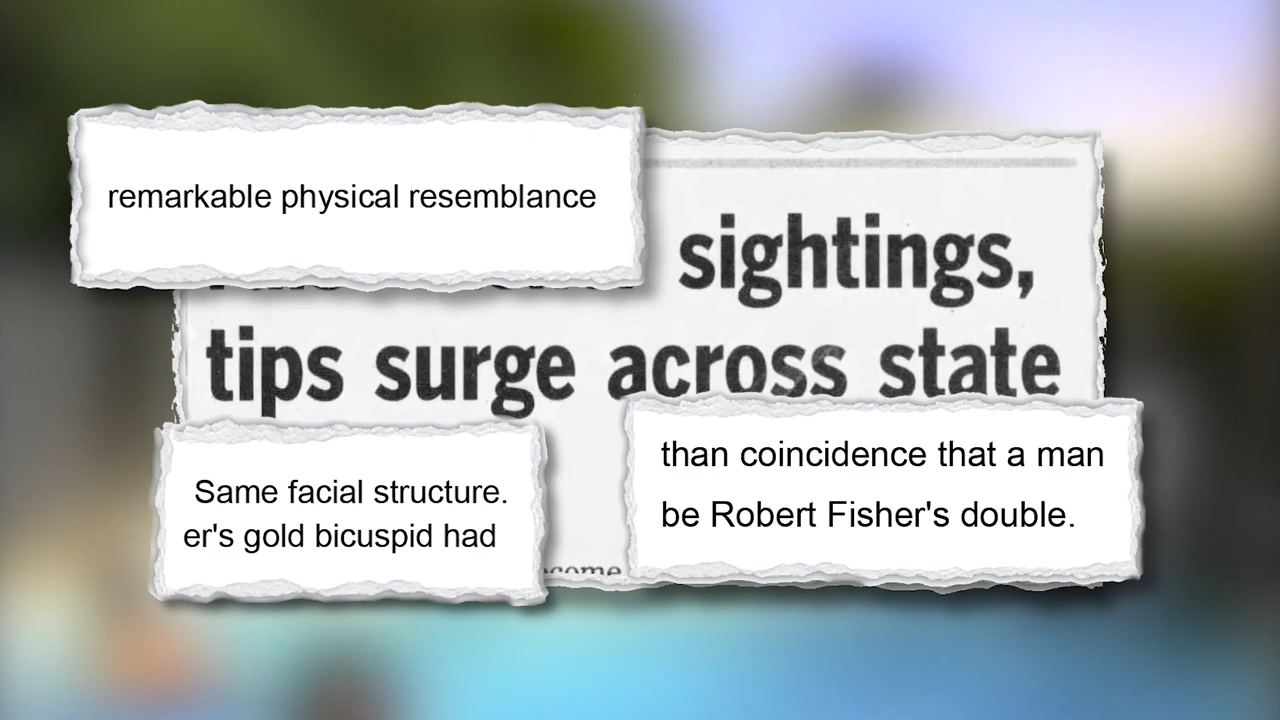 remarkable physical resemblance
sightings,
tips surge across state
Same facial structure.
er's gold bicuspid had
than coincidence that a man
be Robert Fisher's double.